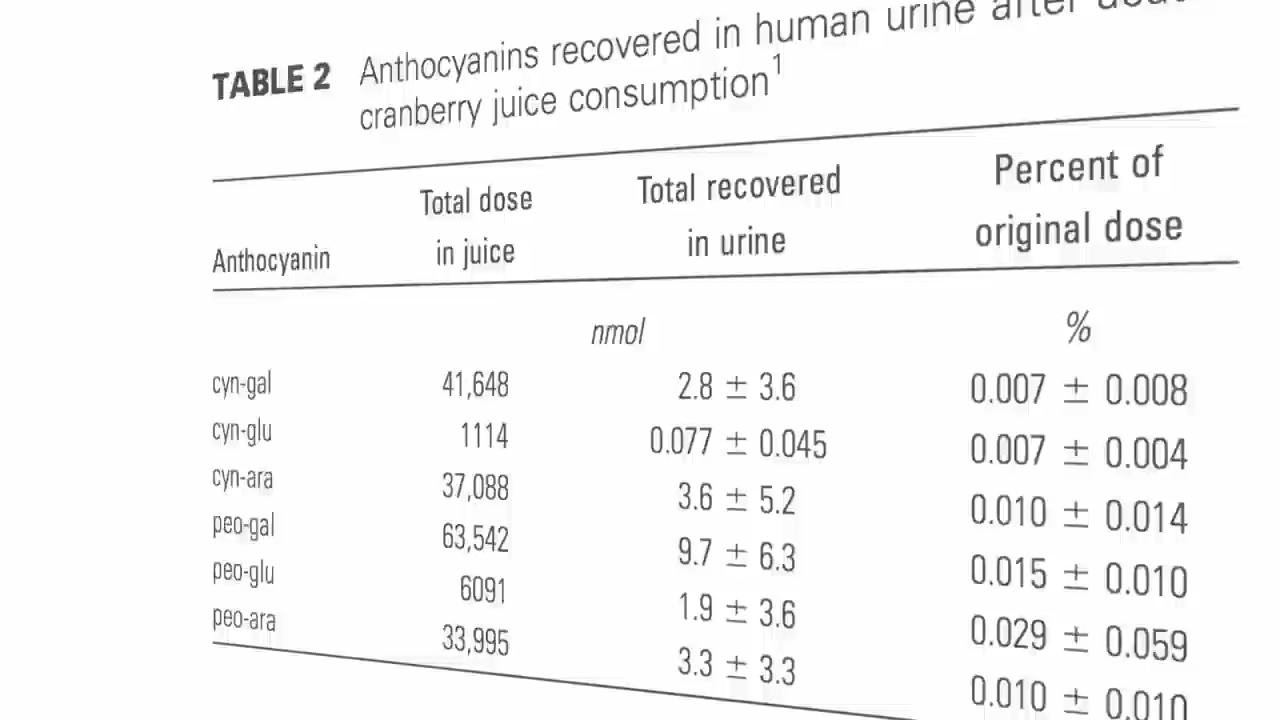 TABLE 2 Anthocyanins recovered in human urine after
cranberry juice consumption1
Anthocyanin Total dose in juice Total recovered in urine Percent of original dose
nmol %
cyn-gal 41,648 2.8 ± 3.6 0.007 ± 0.008
cyn-glu 1114 0.077 ± 0.045 0.007 ± 0.004
cyn-ara 37,088 3.6 ± 5.2 0.010 ± 0.014
peo-gal 63,542 9.7 ± 6.3 0.015 ± 0.010
peo-glu 6091 1.9 ± 3.6 0.029 ± 0.059
peo-ara 33,995 3.3 ± 3.3 0.010 ± 0.010